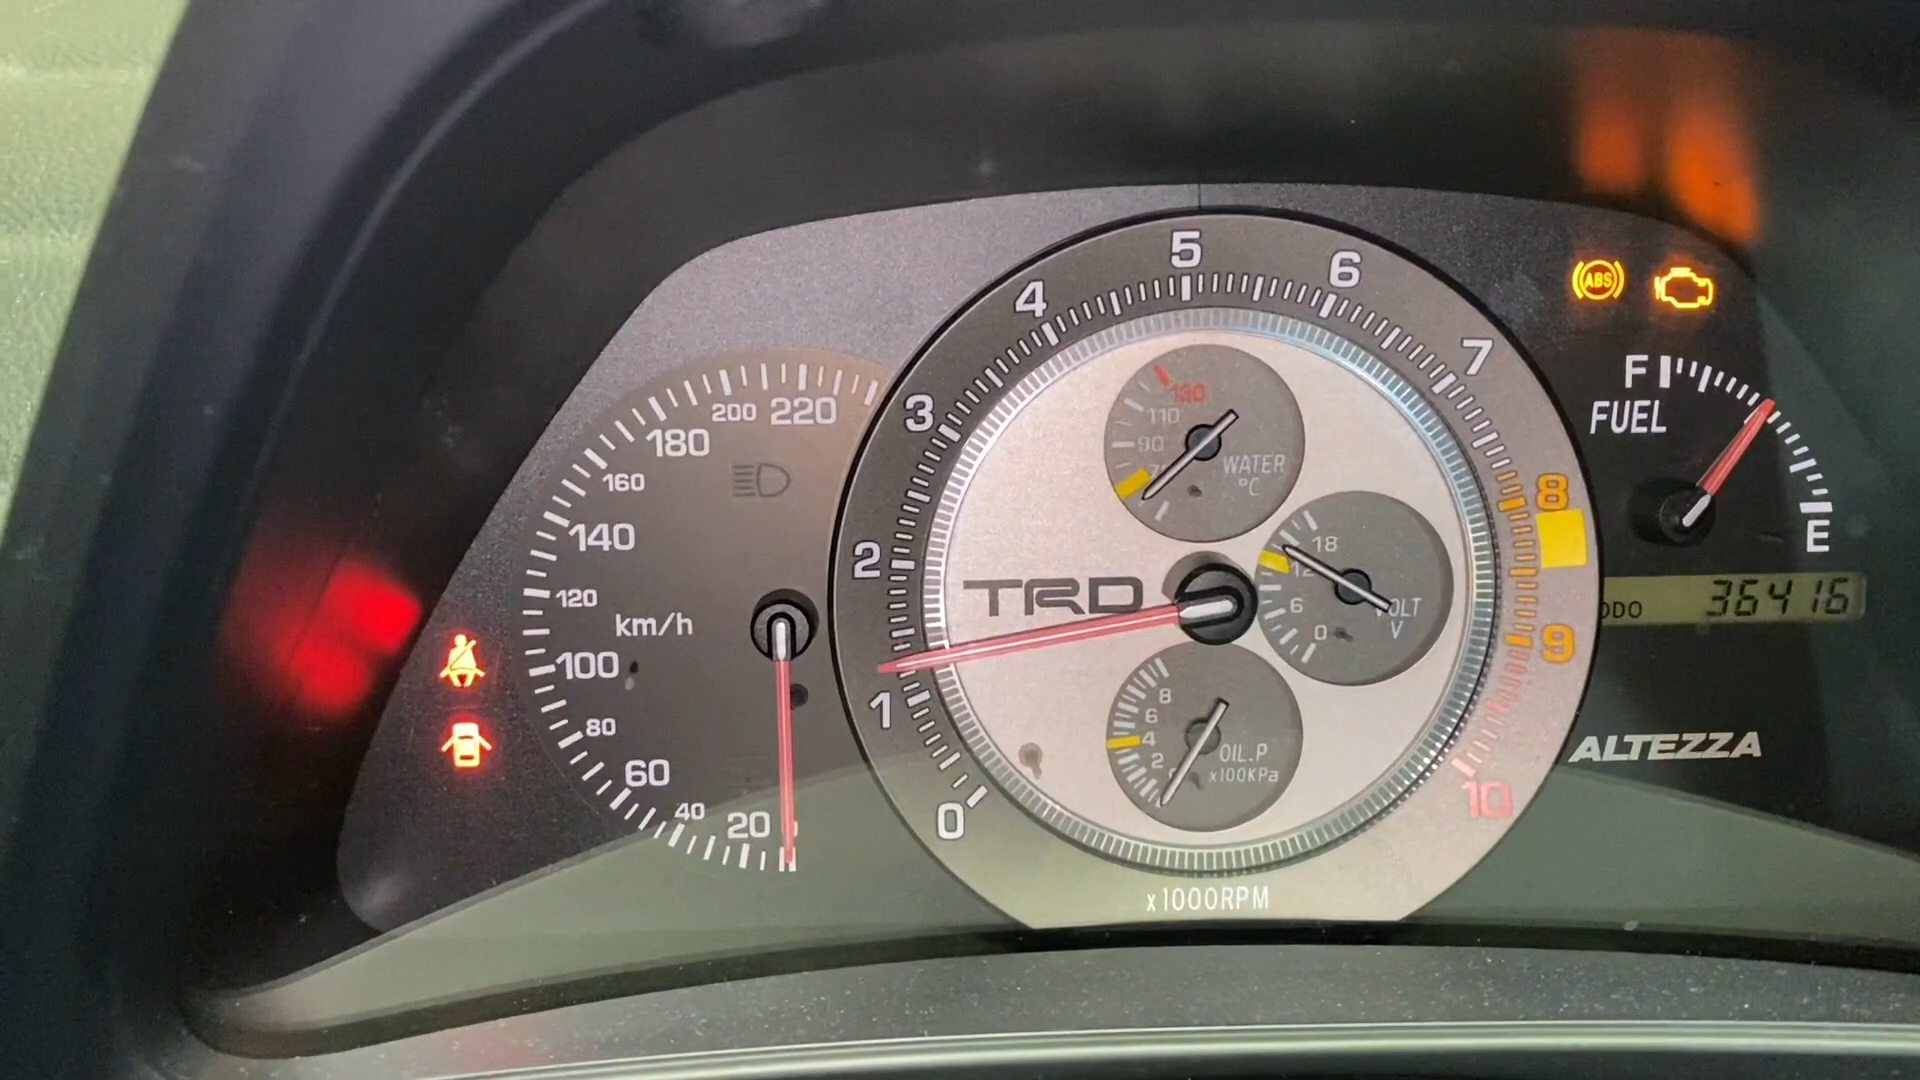 220
200
180
160
140
120
100
80
60
40
20
km/h
0
1
2
3
4
5
6
7
8
9
10
x1000RPM
TRD
130
110
90
WATER
°C
18
12
6
0
VOLT
V
8
6
4
2
OIL.P
x100KPa
ABS
F
FUEL
E
ODO 36416
ALTEZZA